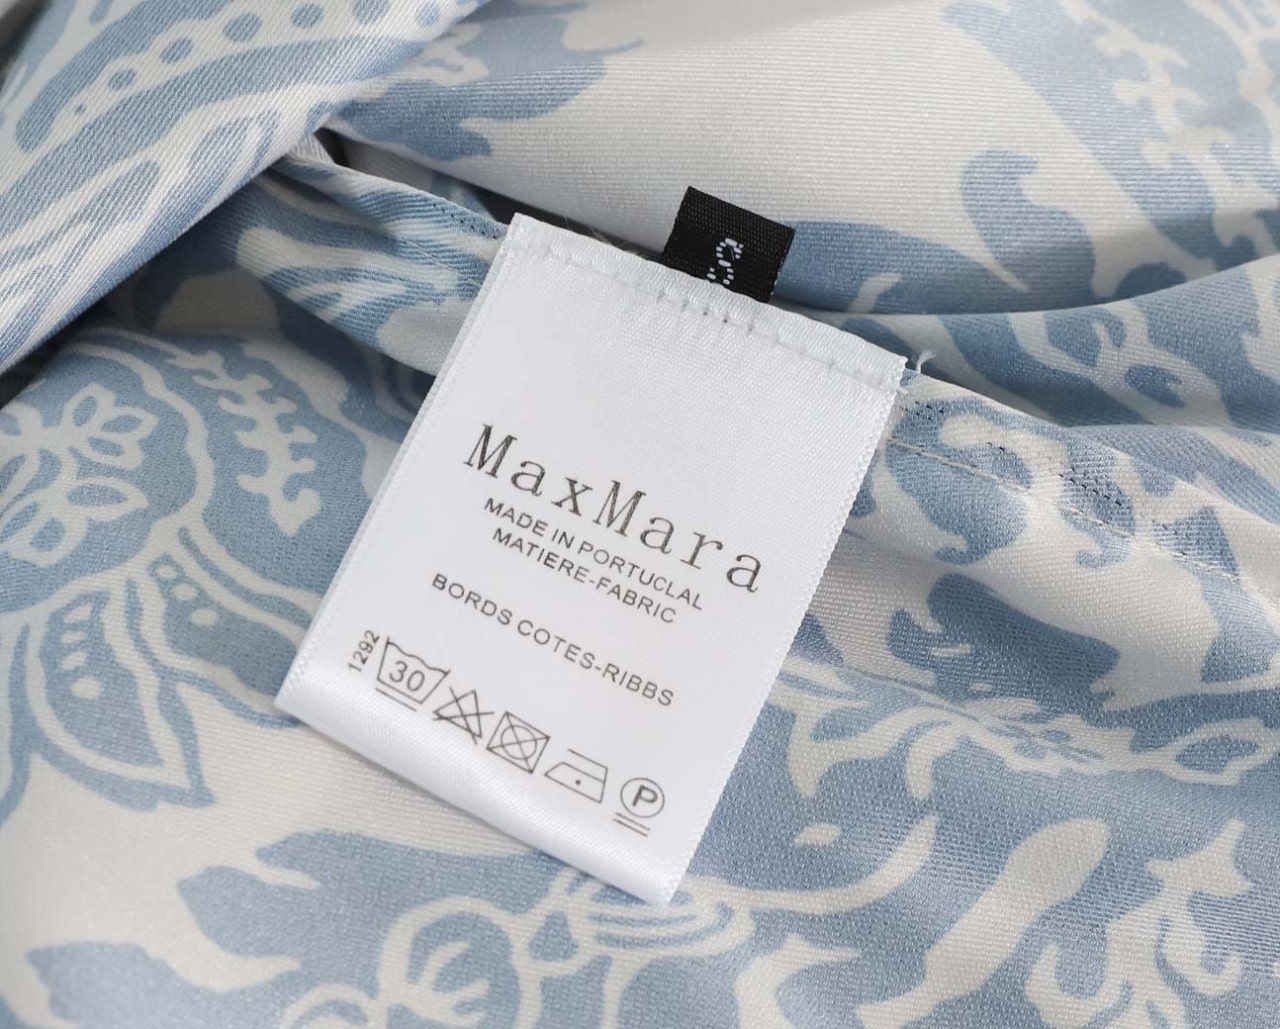 S
MaxMara
MADE IN PORTUCLAL
MATIERE-FABRIC
BORDS COTES-RIBBS
1292
30
P